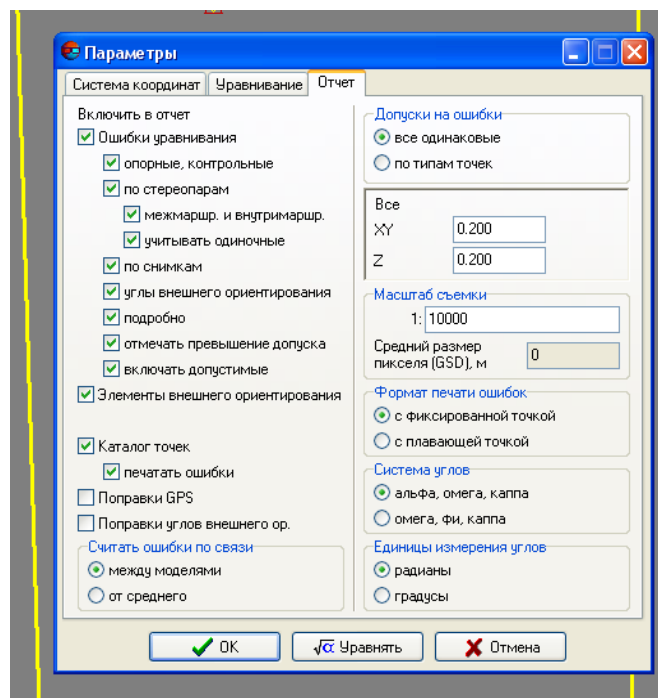 Параметры
Система координат
Уравнивание
Отчет
Включить в отчет
Ошибки уравнивания
опорные, контрольные
по стереопарам
межмаршр. и внутримаршр.
учитывать одиночные
по снимкам
углы внешнего ориентирования
подробно
отмечать превышение допуска
включать допустимые
Элементы внешнего ориентирования
Каталог точек
печатать ошибки
Поправки GPS
Поправки углов внешнего ор.
Считать ошибки по связи
между моделями
от среднего
Допуски на ошибки
все одинаковые
по типам точек
Все
XY 0.200
Z 0.200
Масштаб съемки
1: 10000
Средний размер
пикселя (GSD), м 0
Формат печати ошибок
с фиксированной точкой
с плавающей точкой
Система углов
альфа, омега, каппа
омега, фи, каппа
Единицы измерения углов
радианы
градусы
OK
√α Уравнять
Отмена